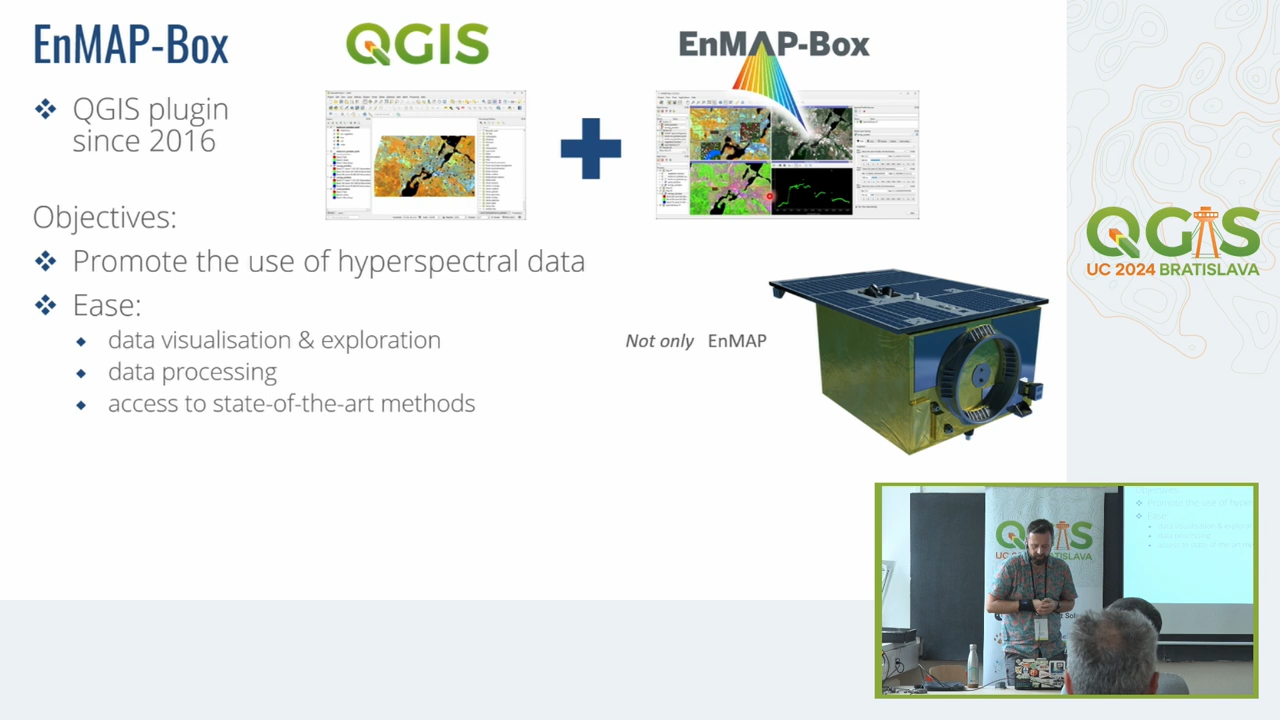 EnMAP-Box
QGIS
EnMAP-Box
QGIS plugin
since 2016
Objectives:
Promote the use of hyperspectral data
Ease:
data visualisation & exploration
data processing
access to state-of-the-art methods
Not only EnMAP
QGIS
UC 2024 BRATISLAVA
QGIS